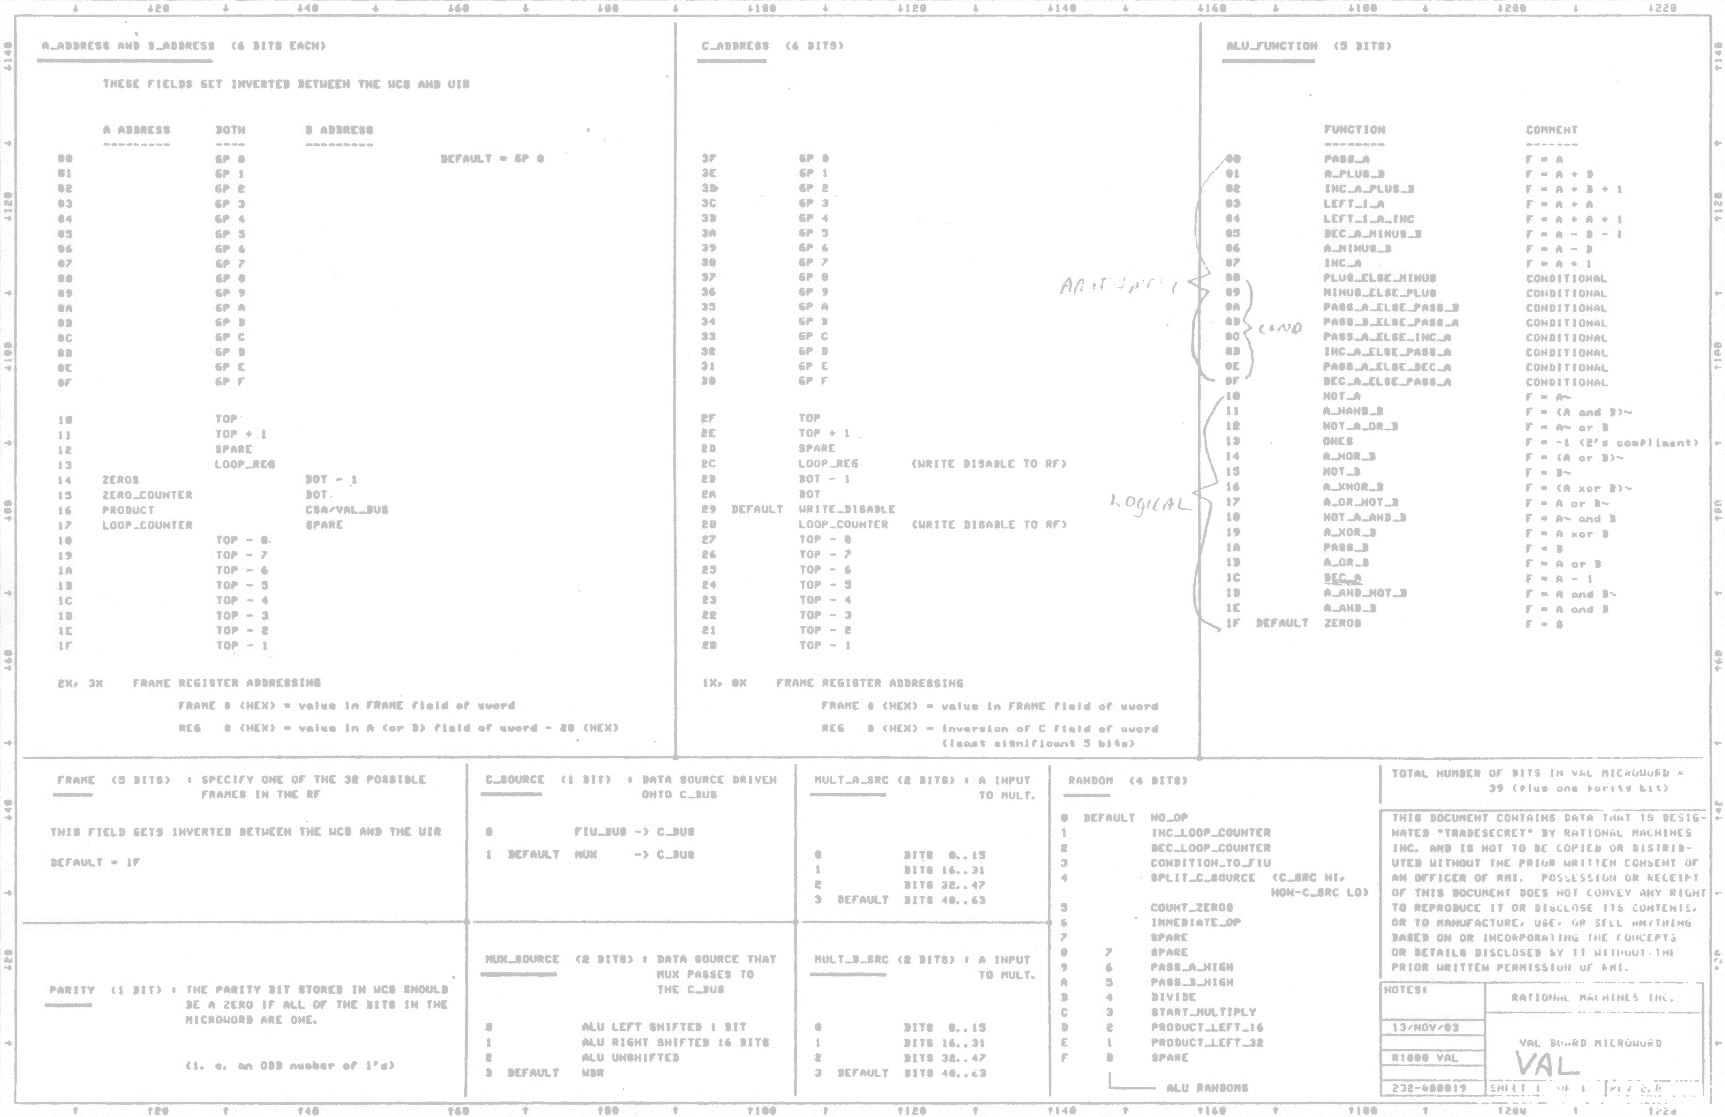 A_ADDRESS AND B_ADDRESS (6 BITS EACH)
THESE FIELDS GET INVERTED BETWEEN THE WCS AND UIR
A ADDRESS BOTH B ADDRESS
00 GP 0 DEFAULT = GP 0
01 GP 1
02 GP 2
03 GP 3
04 GP 4
05 GP 5
06 GP 6
07 GP 7
08 GP 8
09 GP 9
0A GP A
0B GP B
0C GP C
0D GP D
0E GP E
0F GP F
10 TOP
11 TOP + 1
12 SPARE
13 LOOP_REG
14 ZEROS BOT - 1
15 ZERO_COUNTER BOT
16 PRODUCT CSA/VAL_BUS
17 LOOP_COUNTER SPARE
18 TOP - 8
19 TOP - 7
1A TOP - 6
1B TOP - 5
1C TOP - 4
1D TOP - 3
1E TOP - 2
1F TOP - 1
2X, 3X FRAME REGISTER ADDRESSING
FRAME # (HEX) = value in FRAME field of uword
REG # (HEX) = value in A (or B) field of uword - 20 (HEX)
C_ADDRESS (6 BITS)
3F GP 0
3E GP 1
3D GP 2
3C GP 3
3B GP 4
3A GP 5
39 GP 6
38 GP 7
37 GP 8
36 GP 9
35 GP A
34 GP B
33 GP C
32 GP D
31 GP E
30 GP F
2F TOP
2E TOP + 1
2D SPARE
2C LOOP_REG (WRITE DISABLE TO RF)
2B BOT - 1
2A BOT
29 DEFAULT WRITE_DISABLE
28 LOOP_COUNTER (WRITE DISABLE TO RF)
27 TOP - 8
26 TOP - 7
25 TOP - 6
24 TOP - 5
23 TOP - 4
22 TOP - 3
21 TOP - 2
20 TOP - 1
1X, 0X FRAME REGISTER ADDRESSING
FRAME # (HEX) = value in FRAME field of uword
REG # (HEX) = inversion of C field of uword
(least significant 5 bits)
ALU_FUNCTION (5 BITS)
FUNCTION COMMENT
00 PASS_A F = A
01 A_PLUS_B F = A + B
02 INC_A_PLUS_B F = A + B + 1
03 LEFT_1_A F = A + A
04 LEFT_1_A_INC F = A + A + 1
05 DEC_A_MINUS_B F = A - B - 1
06 A_MINUS_B F = A - B
07 INC_A F = A + 1
08 PLUS_ELSE_MINUS CONDITIONAL
09 MINUS_ELSE_PLUS CONDITIONAL
0A PASS_A_ELSE_PASS_B CONDITIONAL
0B PASS_B_ELSE_PASS_A CONDITIONAL
0C PASS_A_ELSE_INC_A CONDITIONAL
0D INC_A_ELSE_PASS_A CONDITIONAL
0E PASS_A_ELSE_DEC_A CONDITIONAL
0F DEC_A_ELSE_PASS_A CONDITIONAL
COND
10 NOT_A F = A~
11 A_NAND_B F = (A and B)~
12 NOT_A_OR_B F = A~ or B
13 ONES F = -1 (2's compliment)
14 A_NOR_B F = (A or B)~
15 NOT_B F = B~
16 A_XNOR_B F = (A xor B)~
17 A_OR_NOT_B F = A or B~
18 NOT_A_AND_B F = A~ and B
19 A_XOR_B F = A xor B
1A PASS_B F = B
1B A_OR_B F = A or B
1C DEC_A F = A - 1
1D A_AND_NOT_B F = A and B~
1E A_AND_B F = A and B
1F DEFAULT ZEROS F = 0
LOGICAL
FRAME (5 BITS) : SPECIFY ONE OF THE 32 POSSIBLE
FRAMES IN THE RF
THIS FIELD GETS INVERTED BETWEEN THE WCS AND THE UIR
DEFAULT = 1F
PARITY (1 BIT) : THE PARITY BIT STORED IN WCS SHOULD
BE A ZERO IF ALL OF THE BITS IN THE
MICROWORD ARE ONE.
(i. e. an ODD number of 1's)
C_SOURCE (1 BIT) : DATA SOURCE DRIVEN
ONTO C_BUS
0 FIU_BUS -> C_BUS
1 DEFAULT MUX -> C_BUS
MUX_SOURCE (2 BITS) : DATA SOURCE THAT
MUX PASSES TO
THE C_BUS
0 ALU LEFT SHIFTED 1 BIT
1 ALU RIGHT SHIFTED 16 BITS
2 ALU UNSHIFTED
3 DEFAULT WDR
MULT_A_SRC (2 BITS) : A INPUT
TO MULT.
0 BITS 0..15
1 BITS 16..31
2 BITS 32..47
3 DEFAULT BITS 48..63
MULT_B_SRC (2 BITS) : A INPUT
TO MULT.
0 BITS 0..15
1 BITS 16..31
2 BITS 32..47
3 DEFAULT BITS 48..63
RANDOM (4 BITS)
0 DEFAULT NO_OP
1 INC_LOOP_COUNTER
2 DEC_LOOP_COUNTER
3 CONDITION_TO_FIU
4 SPLIT_C_SOURCE (C_SRC HI,
NON-C_SRC LO)
5 COUNT_ZEROS
6 IMMEDIATE_OP
7 SPARE
8 7 SPARE
9 6 PASS_A_HIGH
A 5 PASS_B_HIGH
B 4 DIVIDE
C 3 START_MULTIPLY
D 2 PRODUCT_LEFT_16
E 1 PRODUCT_LEFT_32
F 0 SPARE
ALU RANDOMS
TOTAL NUMBER OF BITS IN VAL MICROWORD =
39 (Plus one parity bit)
THIS DOCUMENT CONTAINS DATA THAT IS DESIG-
NATED "TRADESECRET" BY RATIONAL MACHINES
INC. AND IS NOT TO BE COPIED OR DISTRIB-
UTED WITHOUT THE PRIOR WRITTEN CONSENT OF
AN OFFICER OF RMI. POSSESSION OR RECEIPT
OF THIS DOCUMENT DOES NOT CONVEY ANY RIGHT
TO REPRODUCE IT OR DISCLOSE ITS CONTENTS,
OR TO MANUFACTURE, USE, OR SELL ANYTHING
BASED ON OR INCORPORATING THE CONCEPTS
OR DETAILS DISCLOSED BY IT WITHOUT THE
PRIOR WRITTEN PERMISSION OF RMI.
NOTES:
RATIONAL MACHINES INC.
13/NOV/83
VAL BOARD MICROWORD
R1000 VAL
VAL
232-000019 SHEET 1 OF 1 REV 2.0